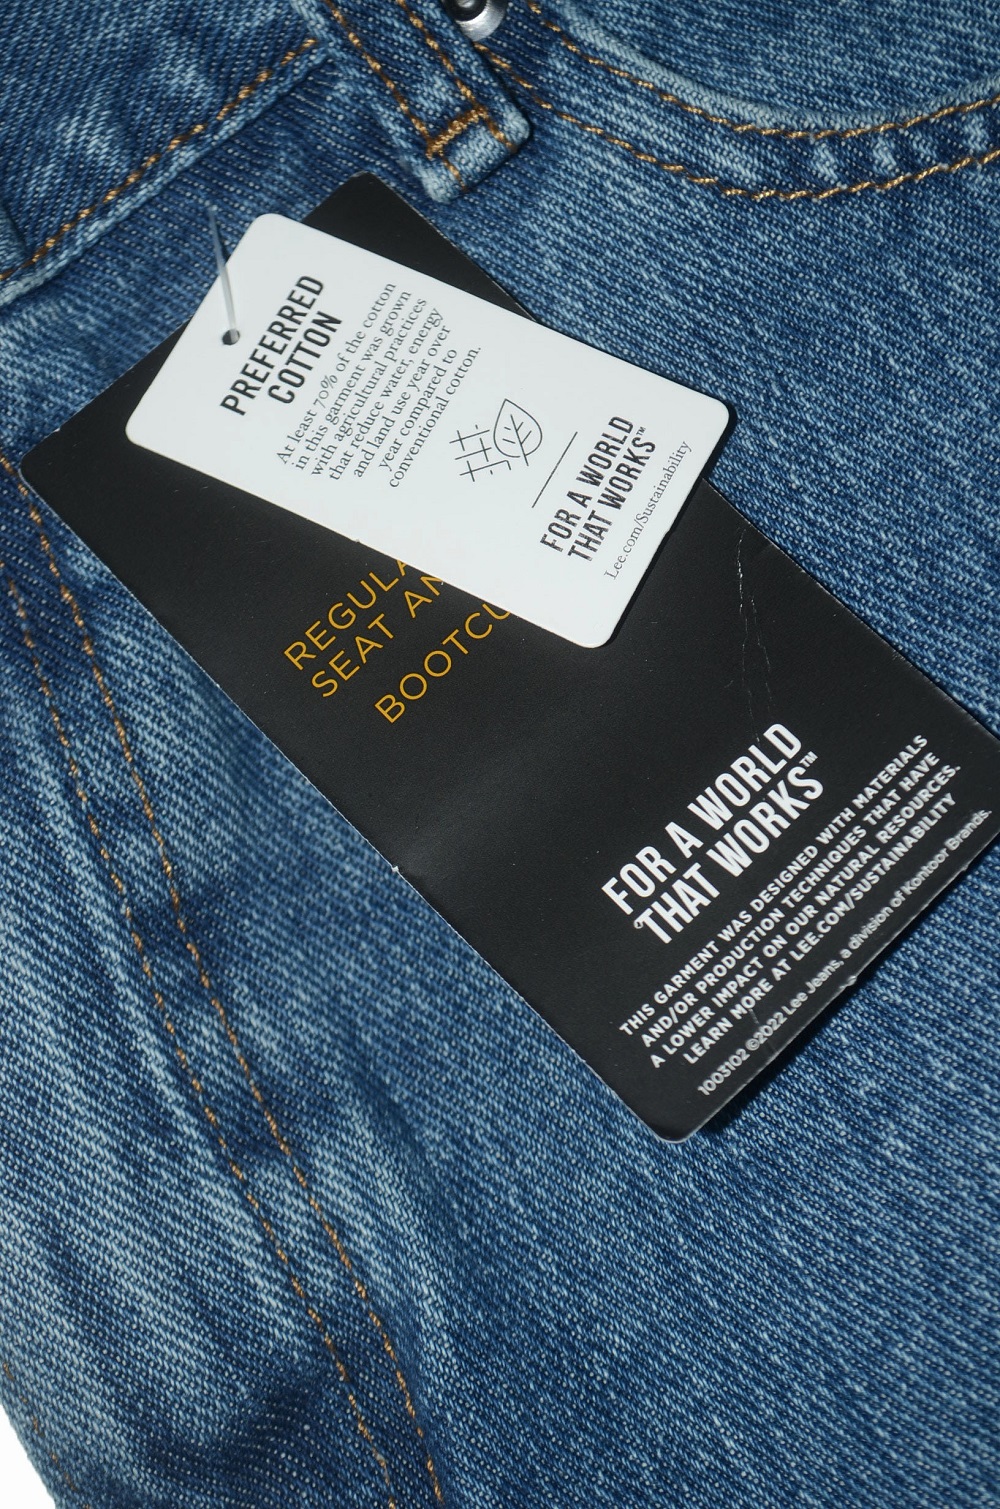 PREFERRED
COTTON
At least 70% of the cotton
in this garment was grown
with agricultural practices
that reduce water, energy
and land use year over
year compared to
conventional cotton.
FOR A WORLD
THAT WORKS™
Lee.com/Sustainability
REGULA
SEAT AN
BOOTCU
FOR A WORLD
THAT WORKS™
THIS GARMENT WAS DESIGNED WITH MATERIALS
AND/OR PRODUCTION TECHNIQUES THAT HAVE
A LOWER IMPACT ON OUR NATURAL RESOURCES.
LEARN MORE AT LEE.COM/SUSTAINABILITY
1003102 ©2022 Lee Jeans, a division of Kontoor Brands.